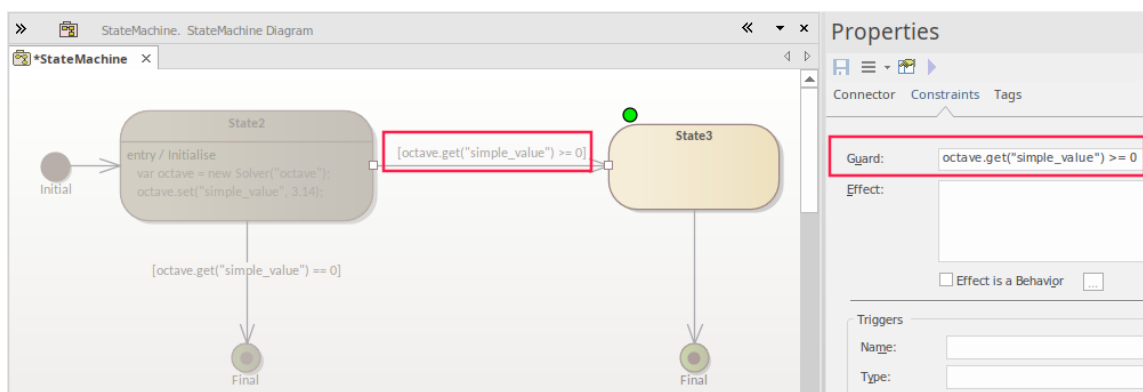 StateMachine. StateMachine Diagram
*StateMachine
State2
entry / Initialise
var octave = new Solver("octave");
octave.set("simple_value", 3.14);
Initial
[octave.get("simple_value") >= 0]
State3
[octave.get("simple_value") == 0]
Final
Final
Properties
Connector Constraints Tags
Guard: octave.get("simple_value") >= 0
Effect:
Effect is a Behavior ...
Triggers
Name:
Type: